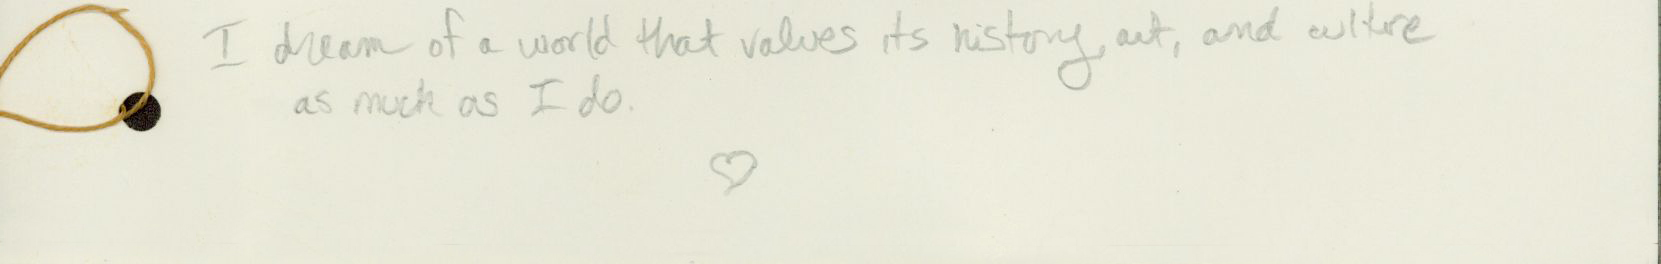 I dream of a world that values its history, art, and culture
as much as I do.
♡